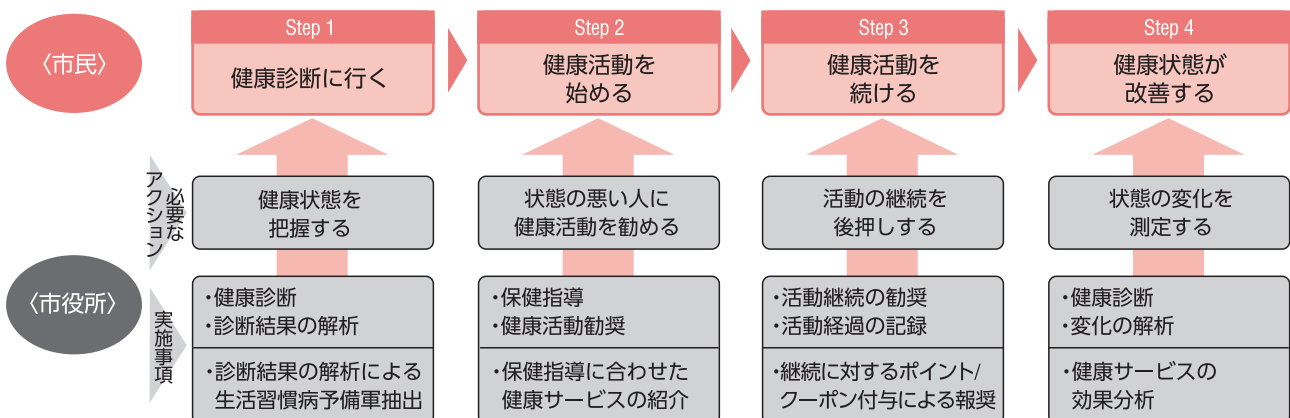 〈市民〉
Step 1
健康診断に行く
Step 2
健康活動を
始める
Step 3
健康活動を
続ける
Step 4
健康状態が
改善する
必要な
アクション
健康状態を
把握する
状態の悪い人に
健康活動を勧める
活動の継続を
後押しする
状態の変化を
測定する
〈市役所〉
実施事項
・健康診断
・診断結果の解析
・診断結果の解析による
生活習慣病予備軍抽出
・保健指導
・健康活動勧奨
・保健指導に合わせた
健康サービスの紹介
・活動継続の勧奨
・活動経過の記録
・継続に対するポイント/
クーポン付与による報奨
・健康診断
・変化の解析
・健康サービスの
効果分析